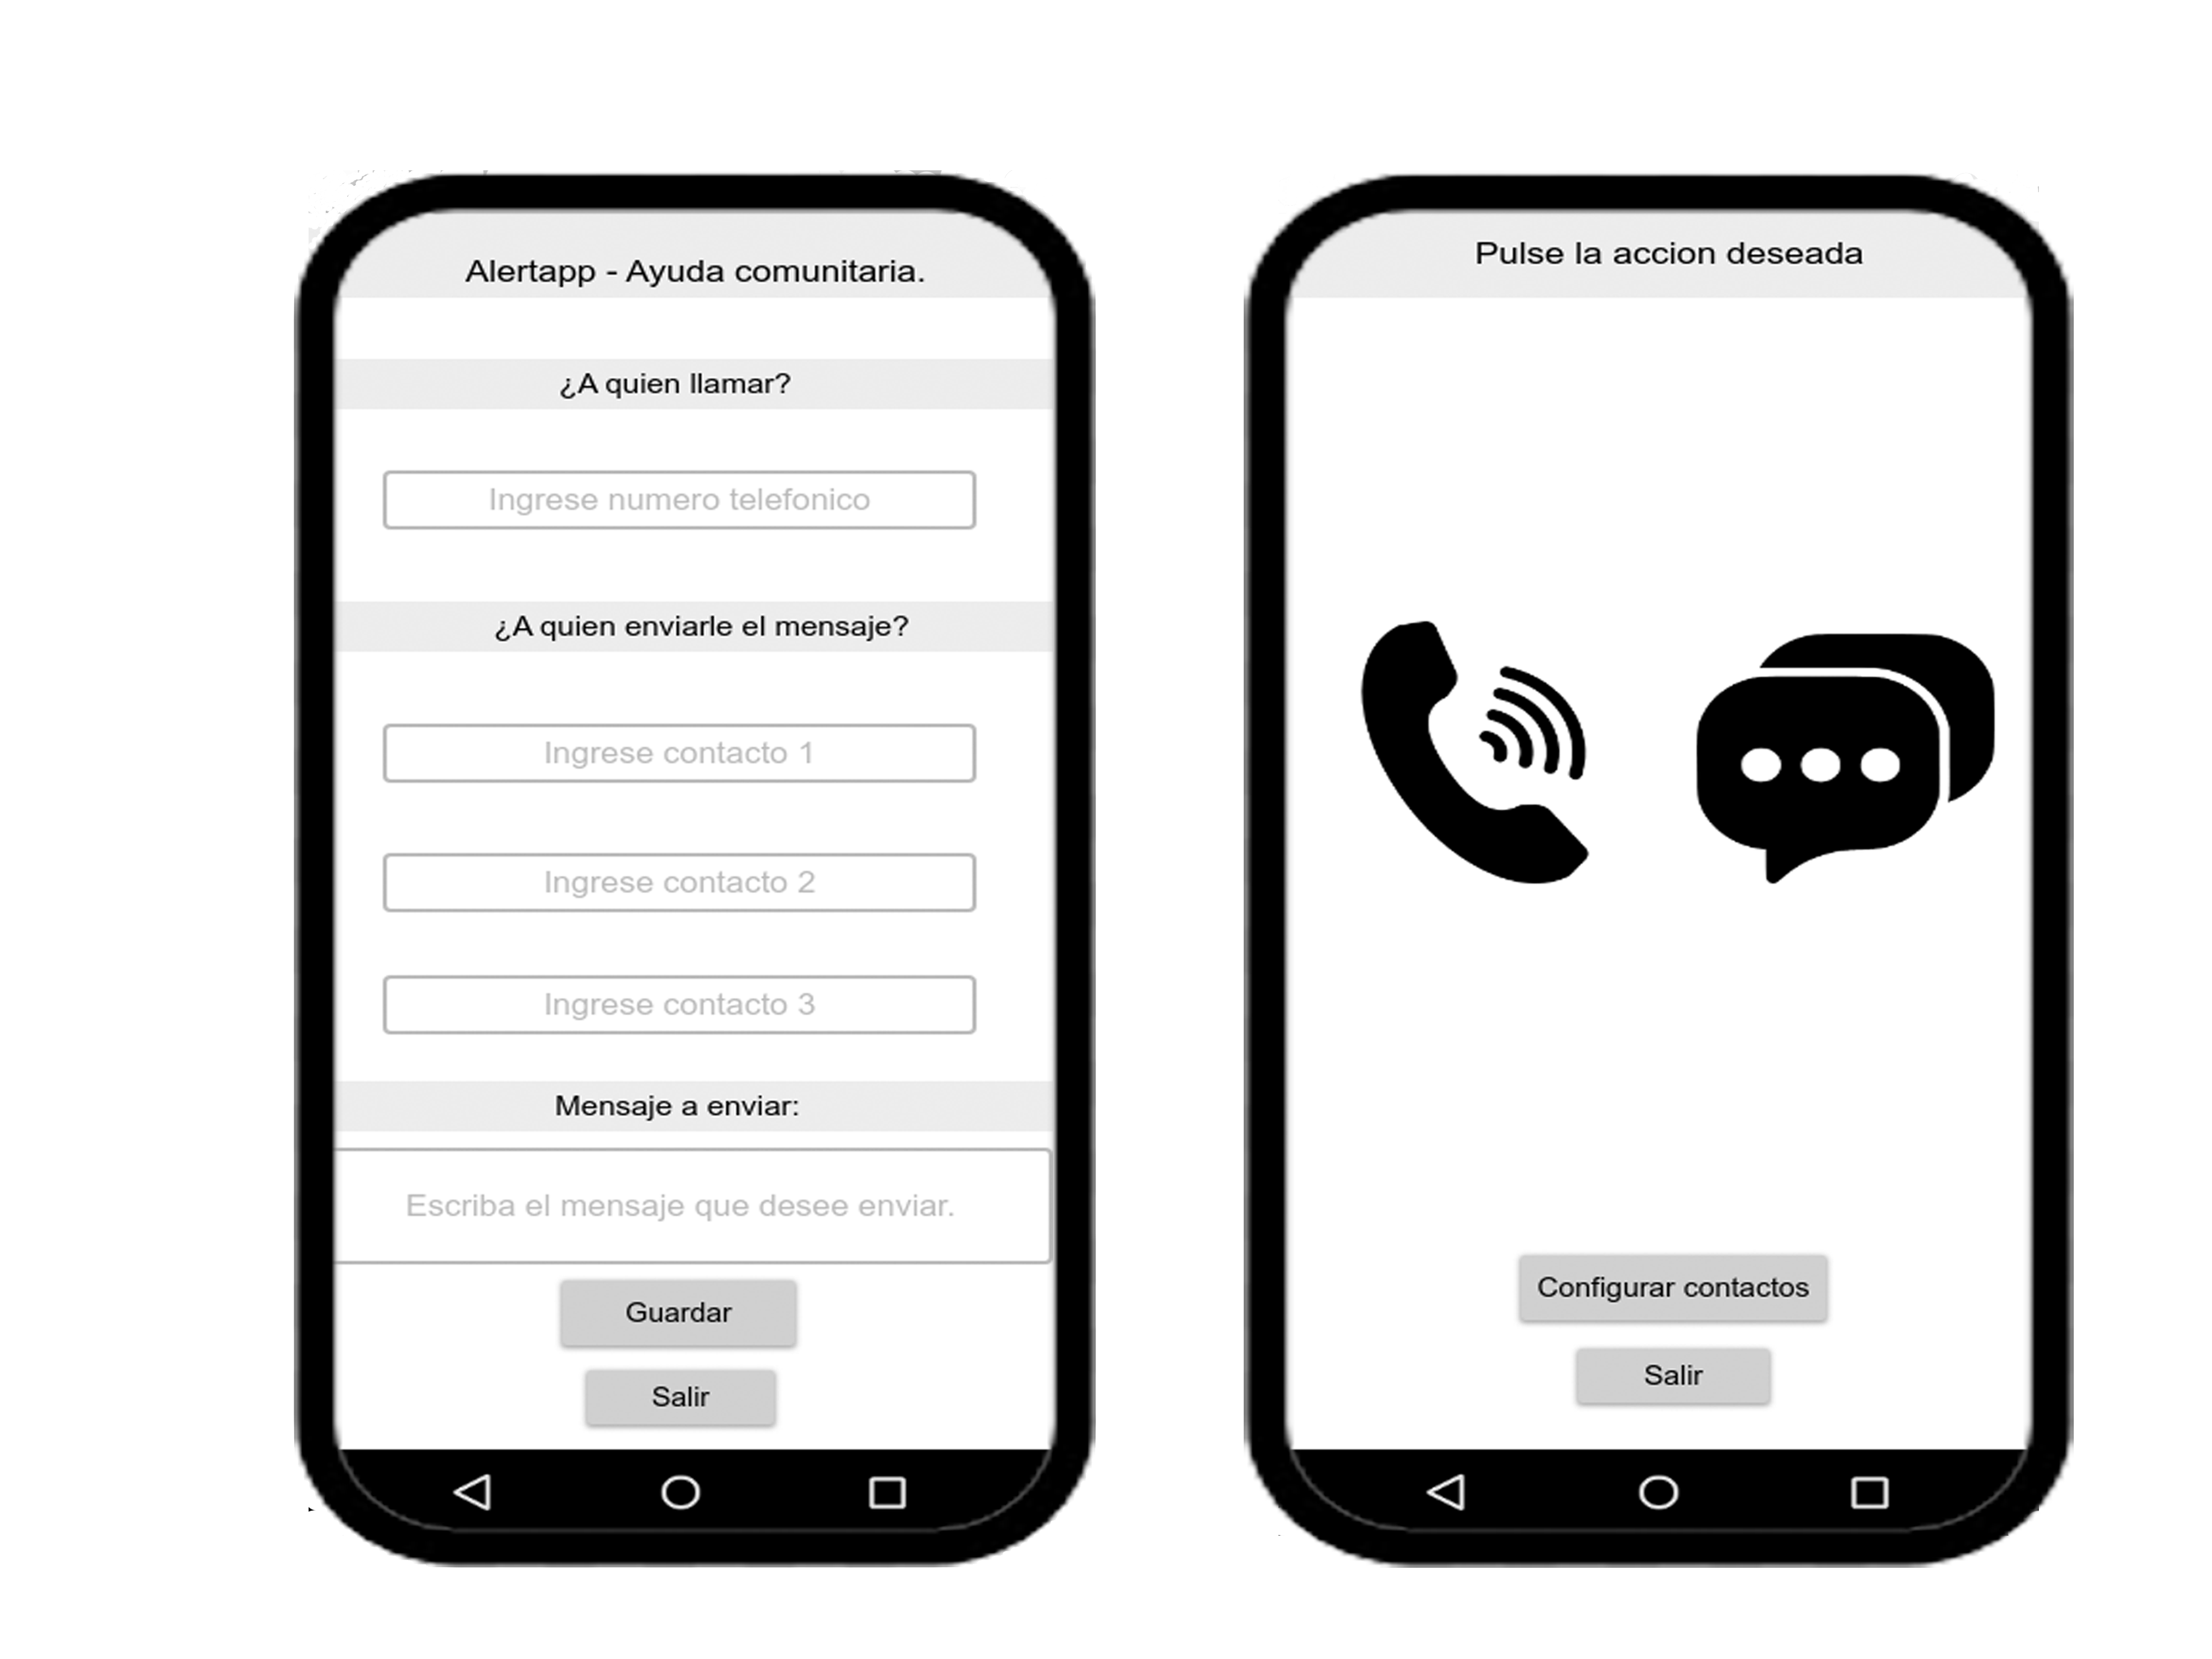 Alertapp - Ayuda comunitaria.
¿A quien llamar?
Ingrese numero telefonico
¿A quien enviarle el mensaje?
Ingrese contacto 1
Ingrese contacto 2
Ingrese contacto 3
Mensaje a enviar:
Escriba el mensaje que desee enviar.
Guardar
Salir
Pulse la accion deseada
Configurar contactos
Salir